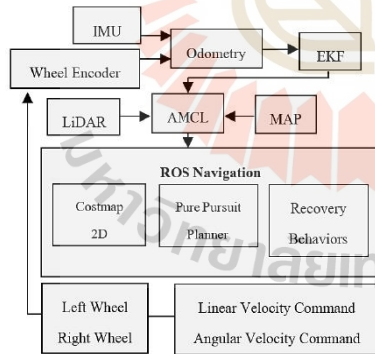 IMU
Odometry
EKF
Wheel Encoder
LiDAR
AMCL
MAP
ROS Navigation
Costmap
2D
Pure Pursuit
Planner
Recovery
Behaviors
Left Wheel
Right Wheel
Linear Velocity Command
Angular Velocity Command